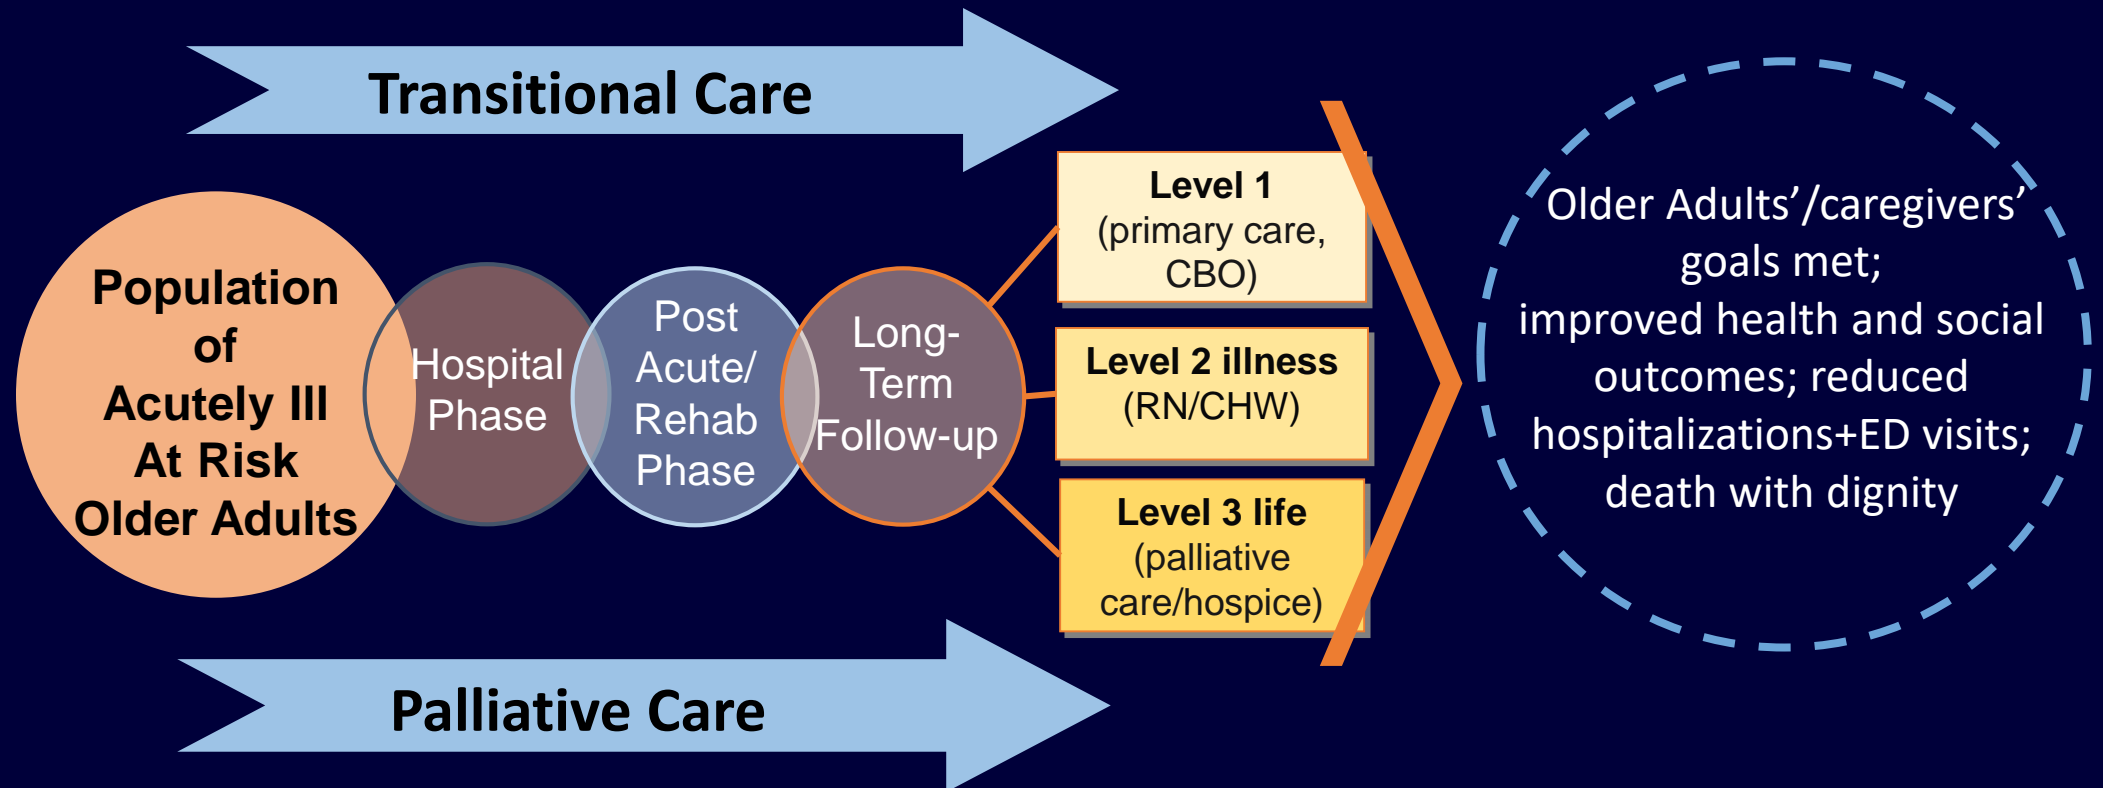 Transitional Care
Population
of
Acutely Ill
At Risk
Older Adults
Hospital
Phase
Post
Acute/
Rehab
Phase
Long-
Term
Follow-up
Level 1
(primary care,
CBO)
Level 2 illness
(RN/CHW)
Level 3 life
(palliative
care/hospice)
Older Adults’/caregivers’
goals met;
improved health and social
outcomes; reduced
hospitalizations+ED visits;
death with dignity
Palliative Care